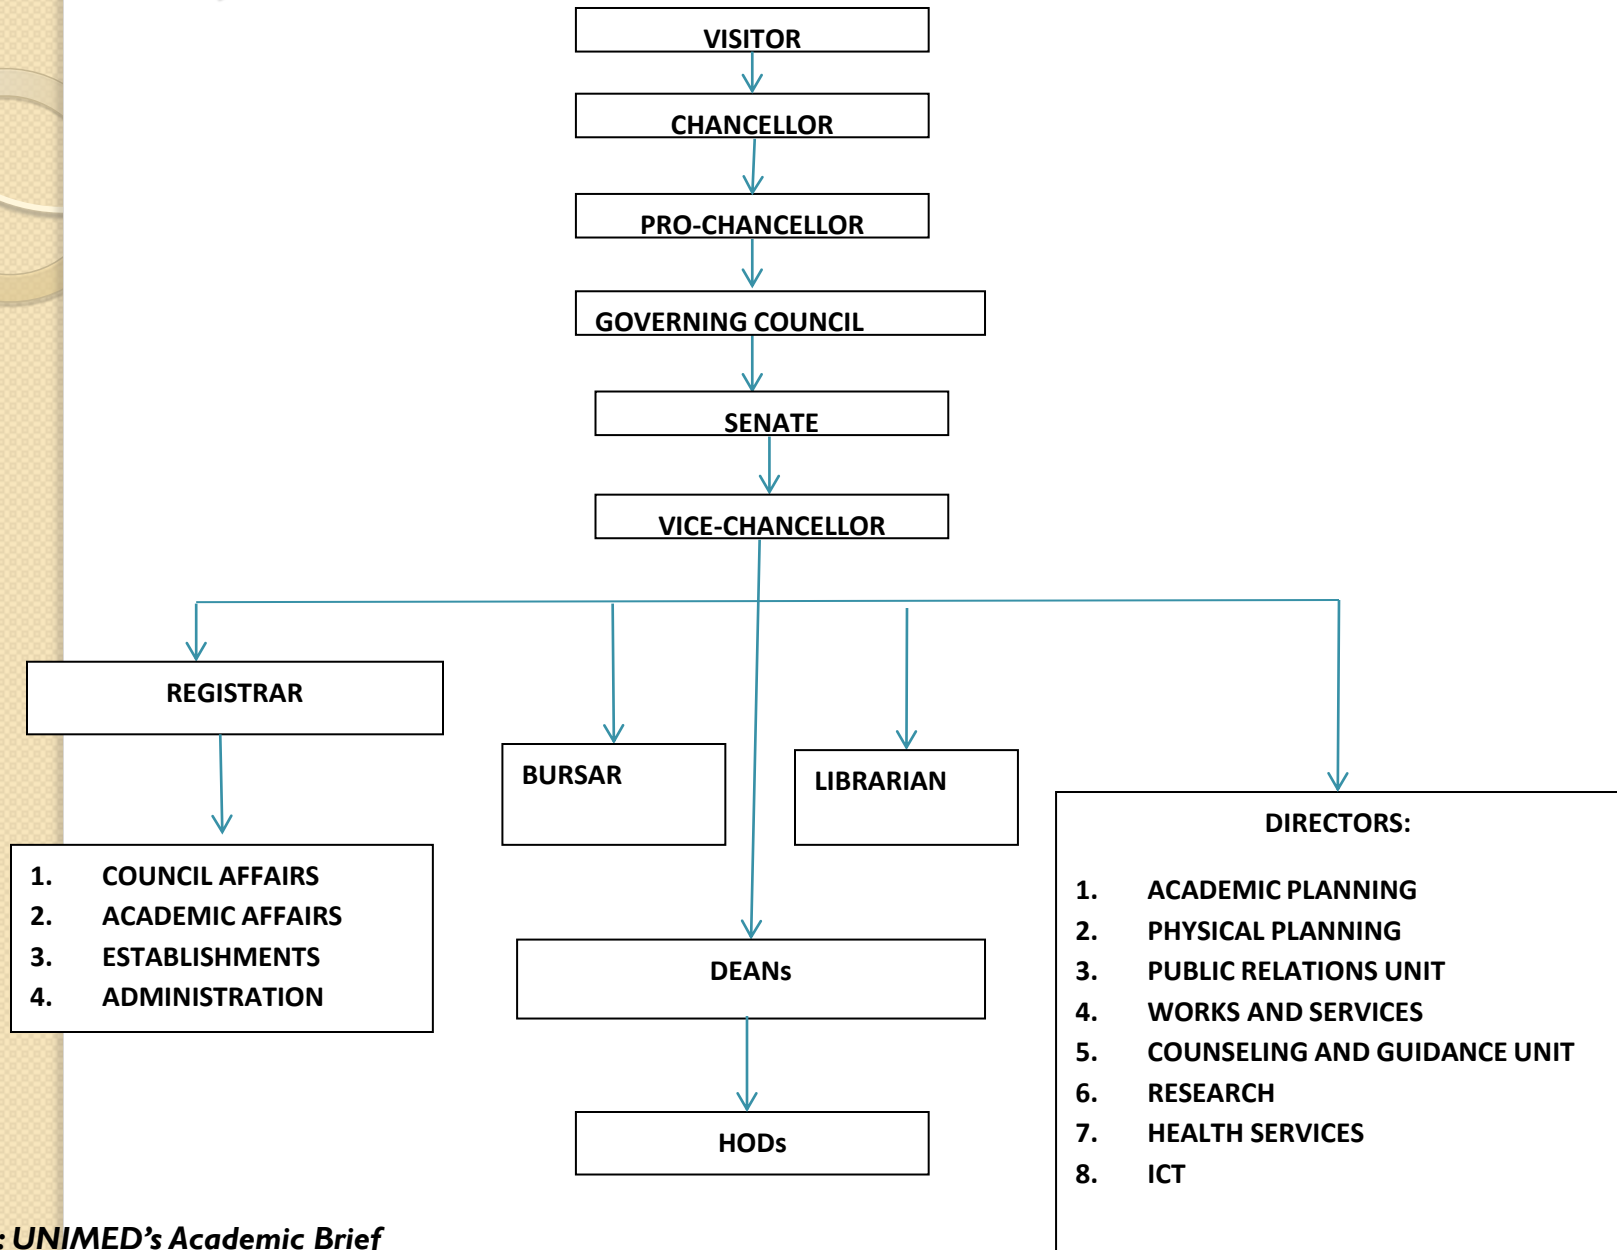 VISITOR
CHANCELLOR
PRO-CHANCELLOR
GOVERNING COUNCIL
SENATE
VICE-CHANCELLOR
REGISTRAR
BURSAR
LIBRARIAN
DIRECTORS:
1. ACADEMIC PLANNING
2. PHYSICAL PLANNING
3. PUBLIC RELATIONS UNIT
4. WORKS AND SERVICES
5. COUNSELING AND GUIDANCE UNIT
6. RESEARCH
7. HEALTH SERVICES
8. ICT
1. COUNCIL AFFAIRS
2. ACADEMIC AFFAIRS
3. ESTABLISHMENTS
4. ADMINISTRATION
DEANs
HODs
: UNIMED’s Academic Brief